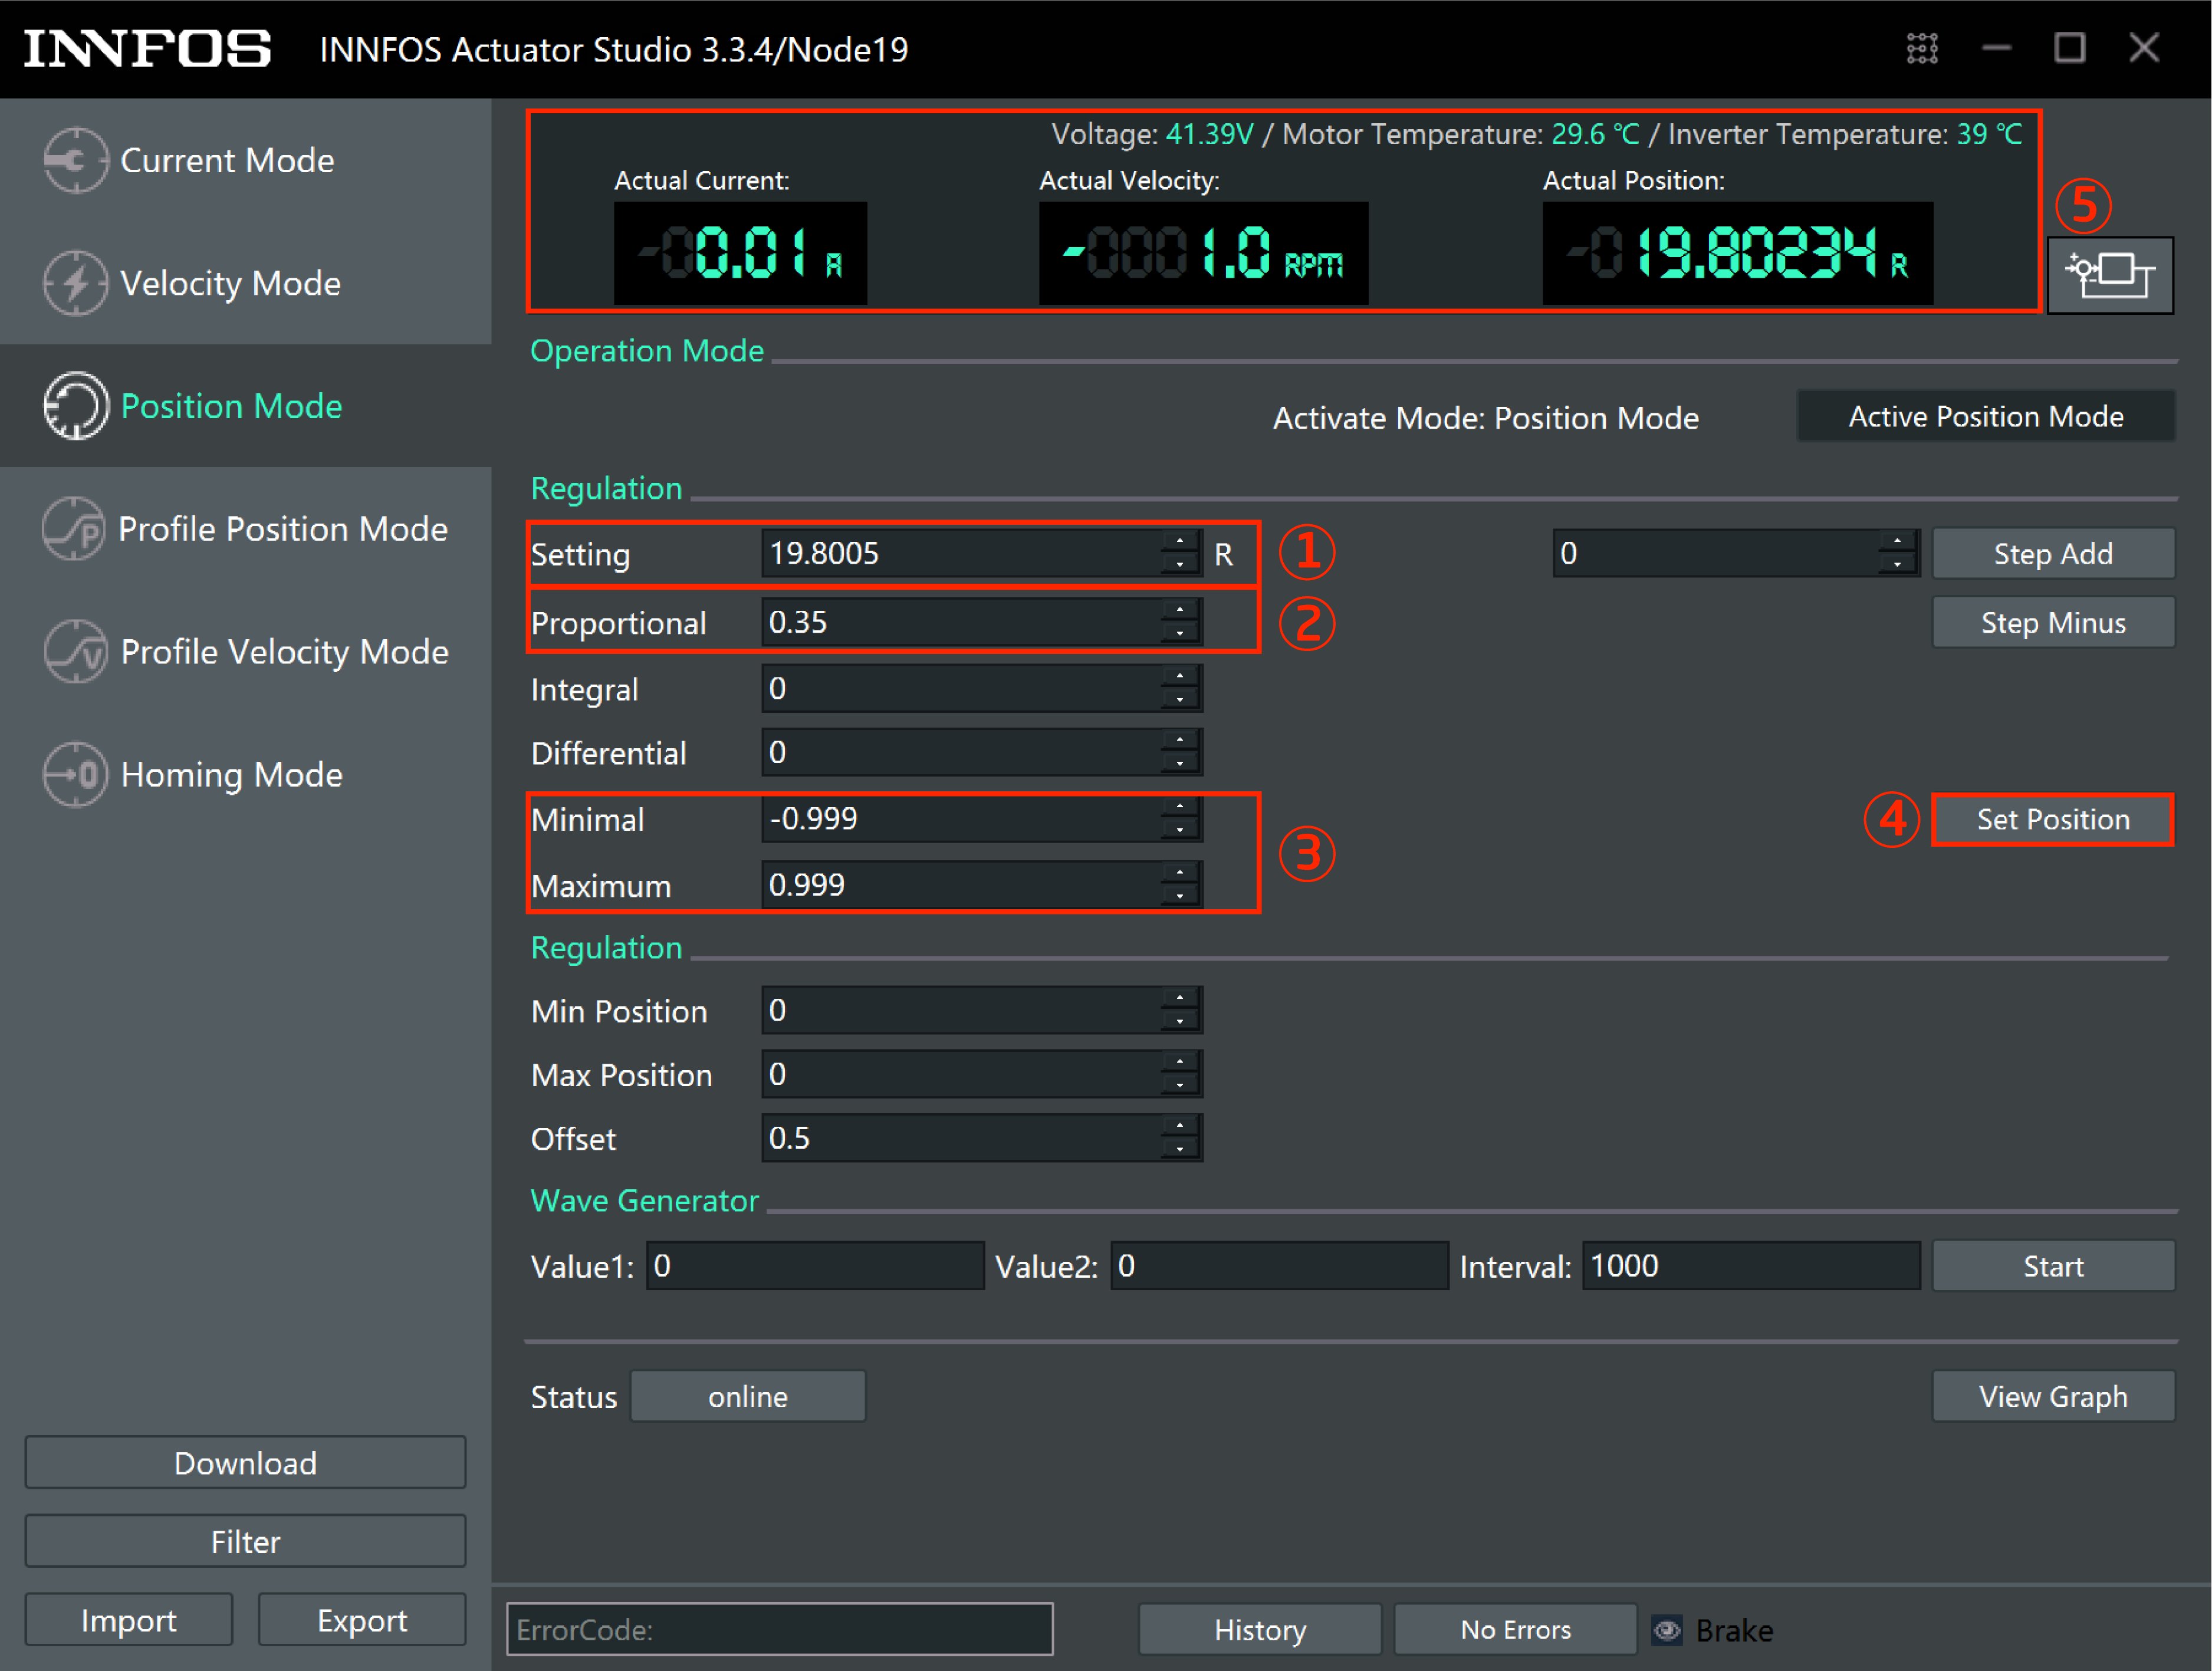 INNFOS INNFOS Actuator Studio 3.3.4/Node19
Current Mode
Velocity Mode
Position Mode
Profile Position Mode
Profile Velocity Mode
Homing Mode
Download
Filter
Import Export
Voltage: 41.39V / Motor Temperature: 29.6 ℃ / Inverter Temperature: 39 ℃
Actual Current: Actual Velocity: Actual Position:
0.01 A -1.0 RPM 19.80234 R
⑤
Operation Mode
Activate Mode: Position Mode Active Position Mode
Regulation
Setting 19.8005 R ① 0 Step Add
Proportional 0.35 ② Step Minus
Integral 0
Differential 0
Minimal -0.999 ④ Set Position
③
Maximum 0.999
Regulation
Min Position 0
Max Position 0
Offset 0.5
Wave Generator
Value1: 0 Value2: 0 Interval: 1000 Start
Status online View Graph
ErrorCode: History No Errors Brake